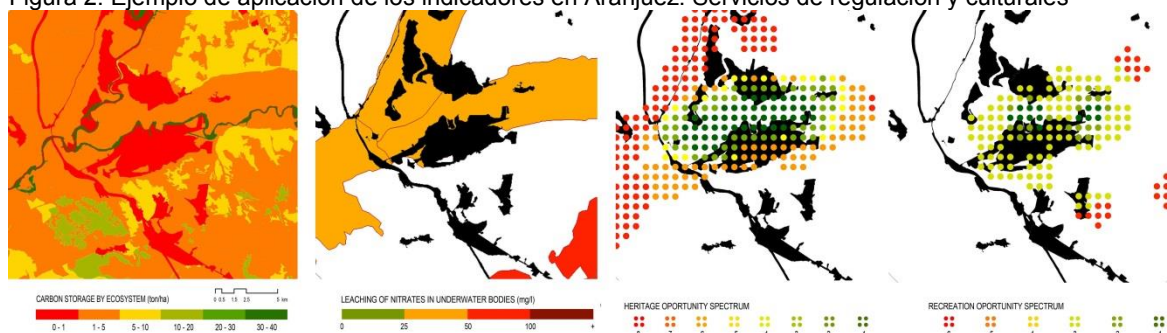 Figura 2. Ejemplo de aplicación de los indicadores en Aranjuez. Servicios de regulación y culturales
CARBON STORAGE BY ECOSYSTEM (ton/ha)
0 0.5 1.5 2.5 5 km
0 - 1 1 - 5 5 - 10 10 - 20 20 - 30 30 - 40
LEACHING OF NITRATES IN UNDERWATER BODIES (mg/l)
0 25 50 100 +
HERITAGE OPORTUNITY SPECTRUM
RECREATION OPORTUNITY SPECTRUM